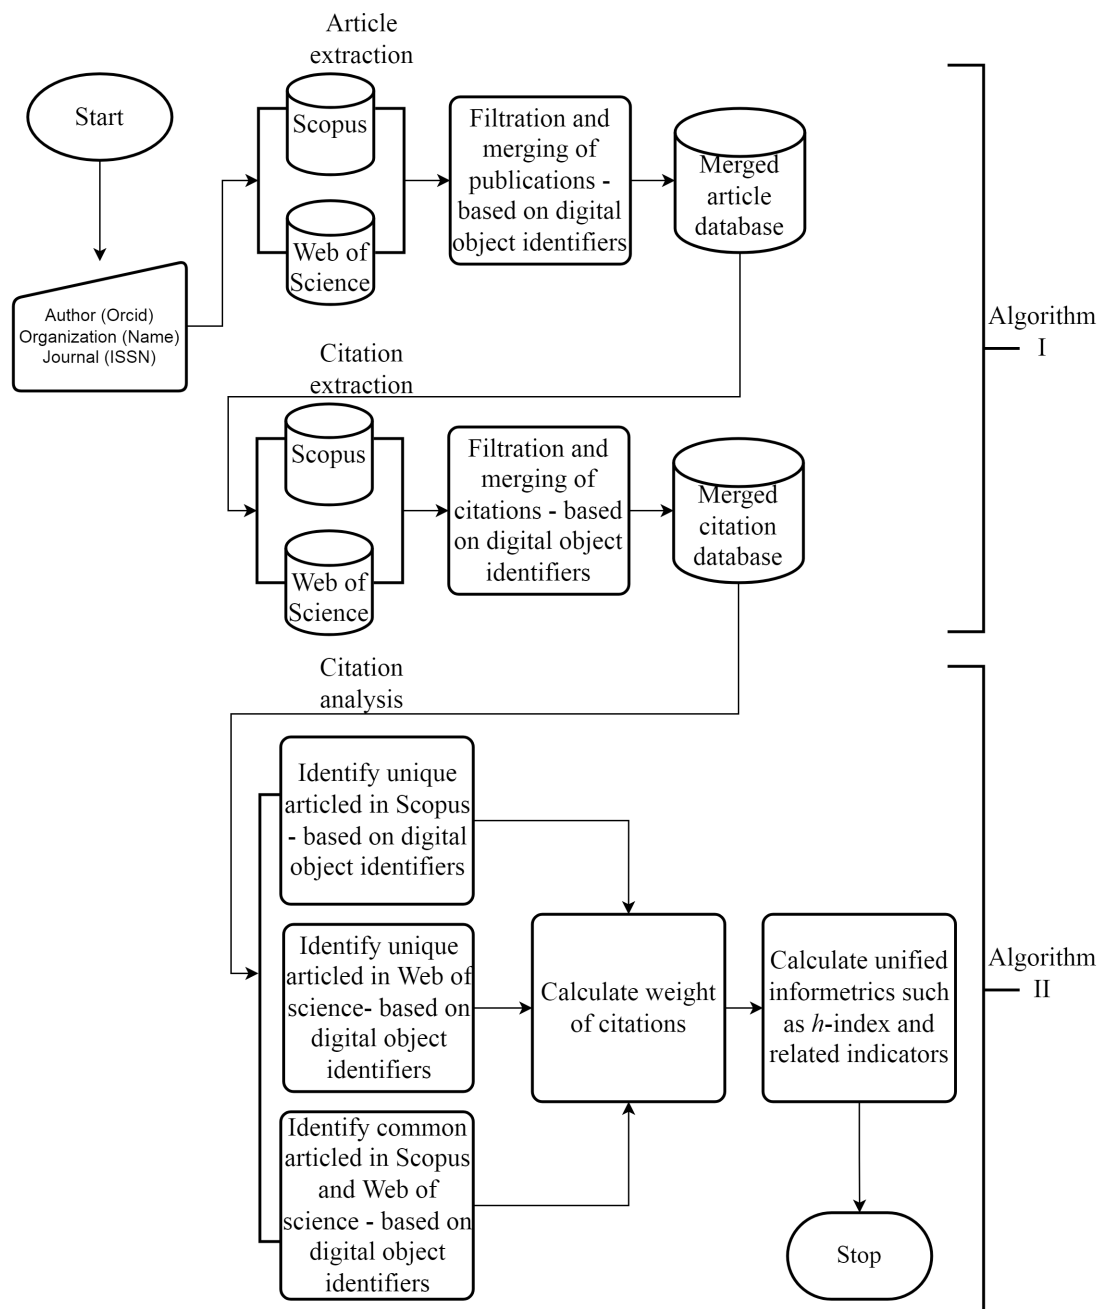 Article
extraction
Start
Scopus
Web of
Science
Filtration and
merging of
publications -
based on digital
object identifiers
Merged
article
database
Author (Orcid)
Organization (Name)
Journal (ISSN)
Algorithm
I
Citation
extraction
Scopus
Web of
Science
Filtration and
merging of
citations - based
on digital object
identifiers
Merged
citation
database
Citation
analysis
Identify unique
articled in Scopus
- based on digital
object identifiers
Identify unique
articled in Web of
science- based on
digital object
identifiers
Identify common
articled in Scopus
and Web of
science - based on
digital object
identifiers
Calculate weight
of citations
Calculate unified
informetrics such
as h-index and
related indicators
Algorithm
II
Stop